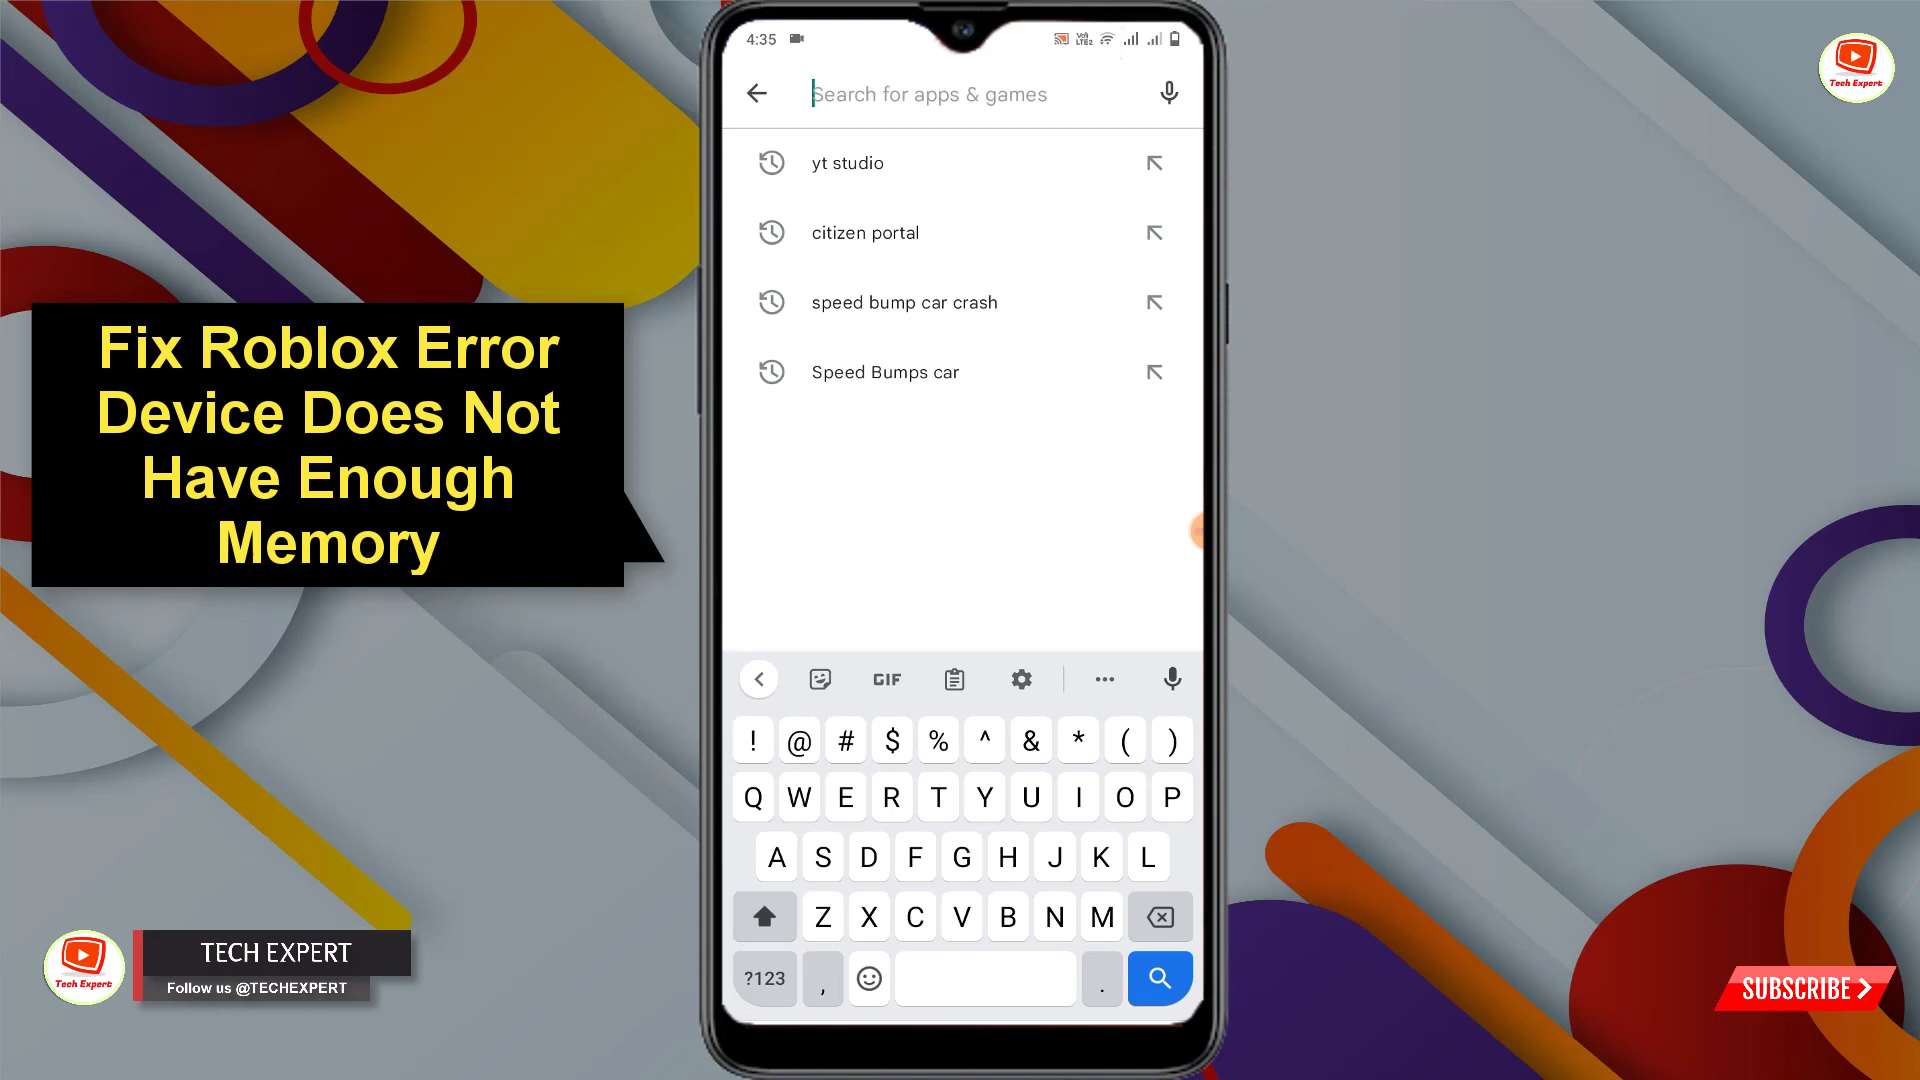 Fix Roblox Error
Device Does Not
Have Enough
Memory
4:35
Vo)) LTE2
Search for apps & games
yt studio
citizen portal
speed bump car crash
Speed Bumps car
GIF
! @ # $ % ^ & * ( )
Q W E R T Y U I O P
A S D F G H J K L
Z X C V B N M
?123 , .
Tech Expert
Tech Expert
TECH EXPERT
Follow us @TECHEXPERT
SUBSCRIBE